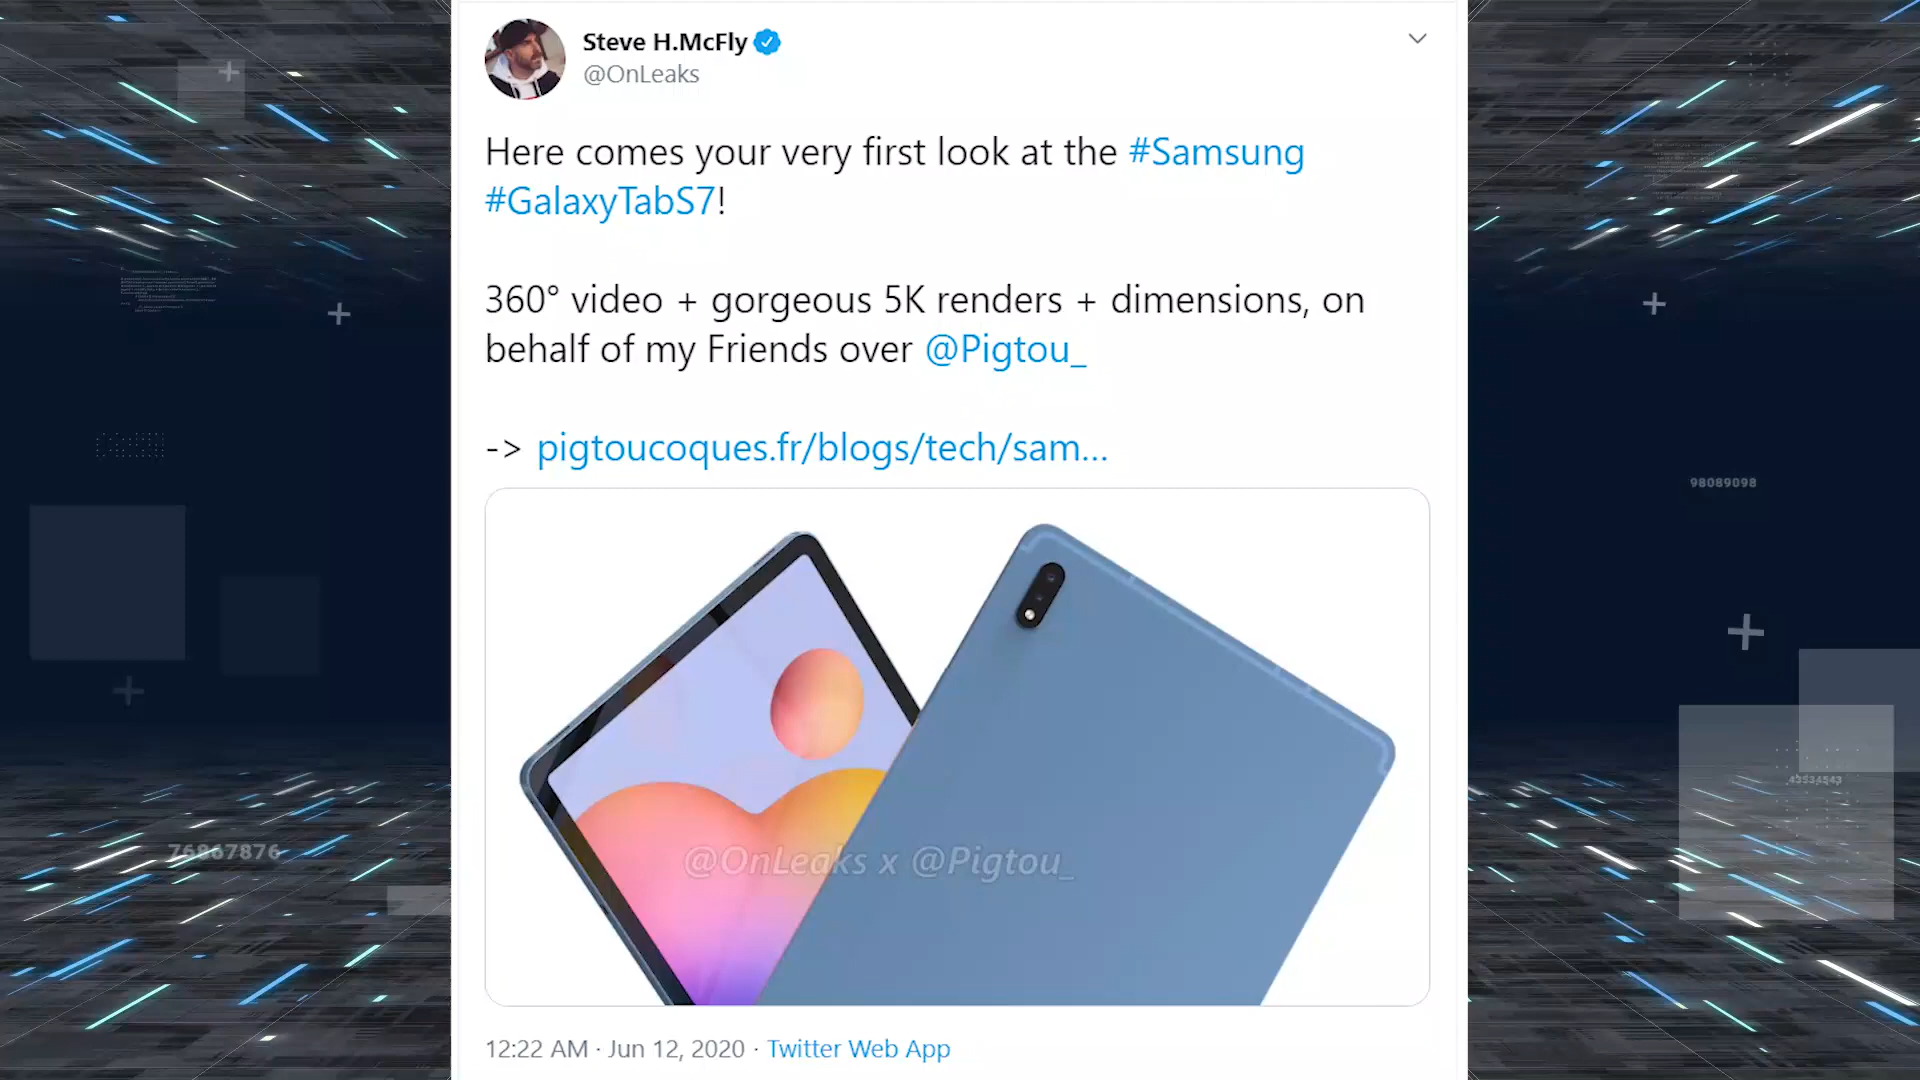 Steve H.McFly
@OnLeaks
Here comes your very first look at the #Samsung
#GalaxyTabS7!
360° video + gorgeous 5K renders + dimensions, on
behalf of my Friends over @Pigtou_
-> pigtoucoques.fr/blogs/tech/sam...
98089098
43534543
76867876
@OnLeaks x @Pigtou_
12:22 AM · Jun 12, 2020 · Twitter Web App